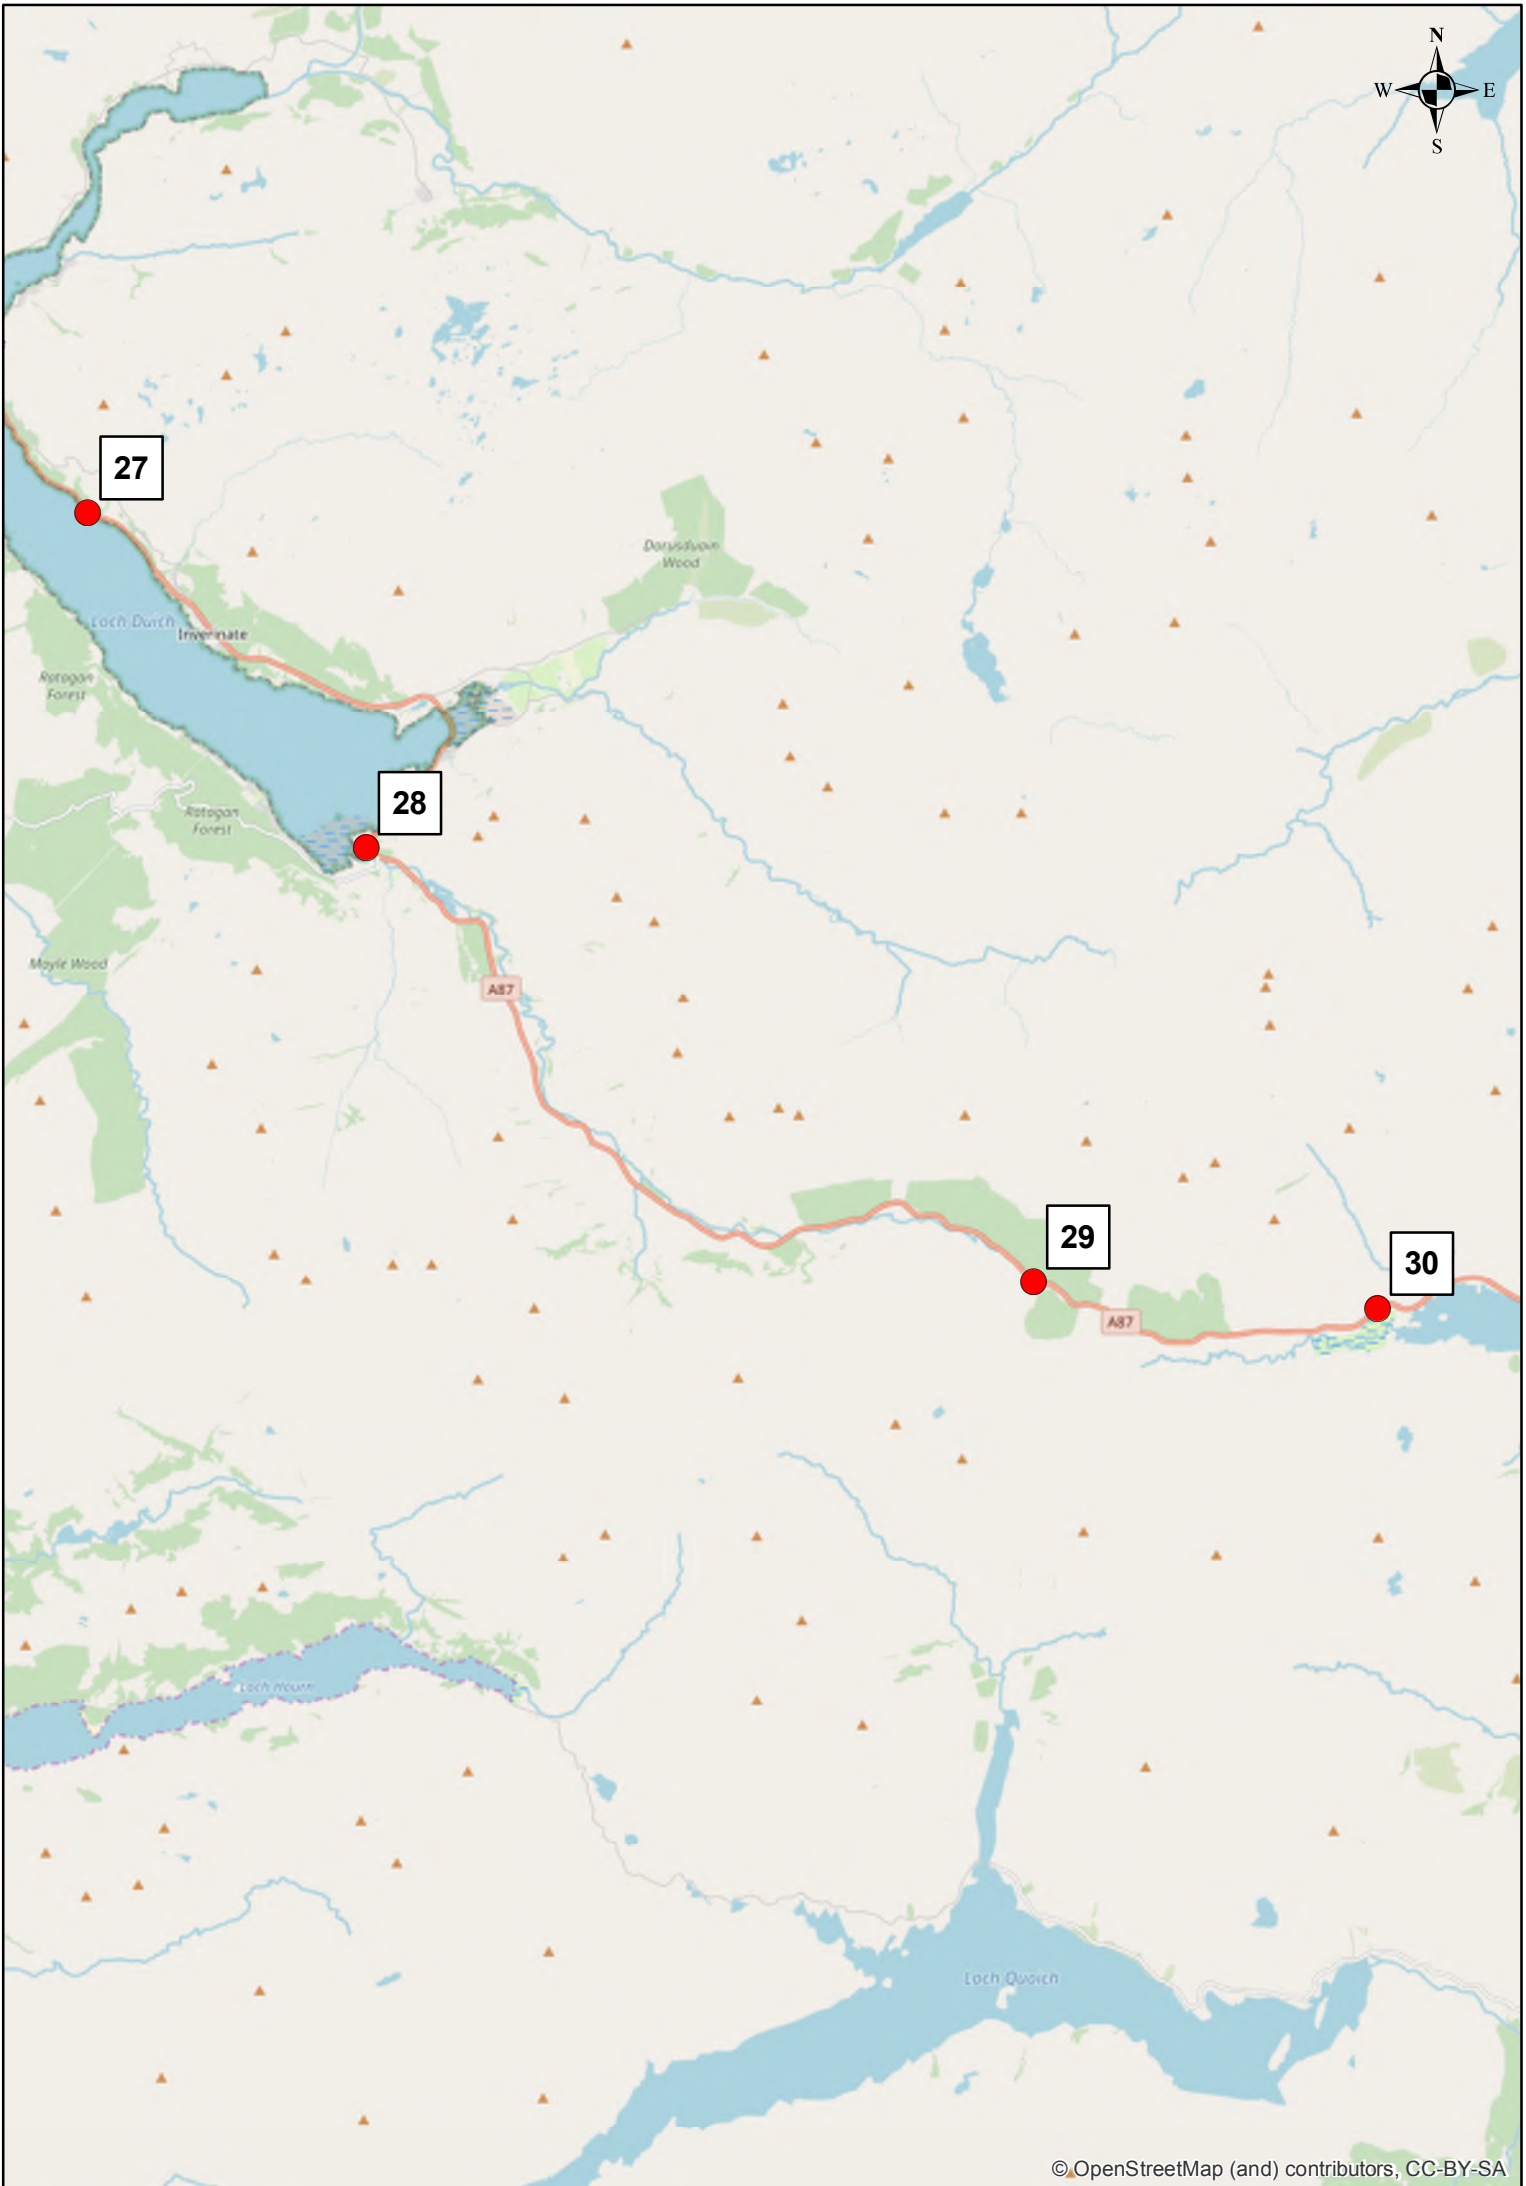 N
W E
S
27
Dorusduain
Wood
Loch Duich
Inverinate
Ratagan
Forest
28
Ratagan
Forest
Moyle Wood
A87
29
30
A87
Loch Hourn
Loch Quoich
© OpenStreetMap (and) contributors, CC-BY-SA